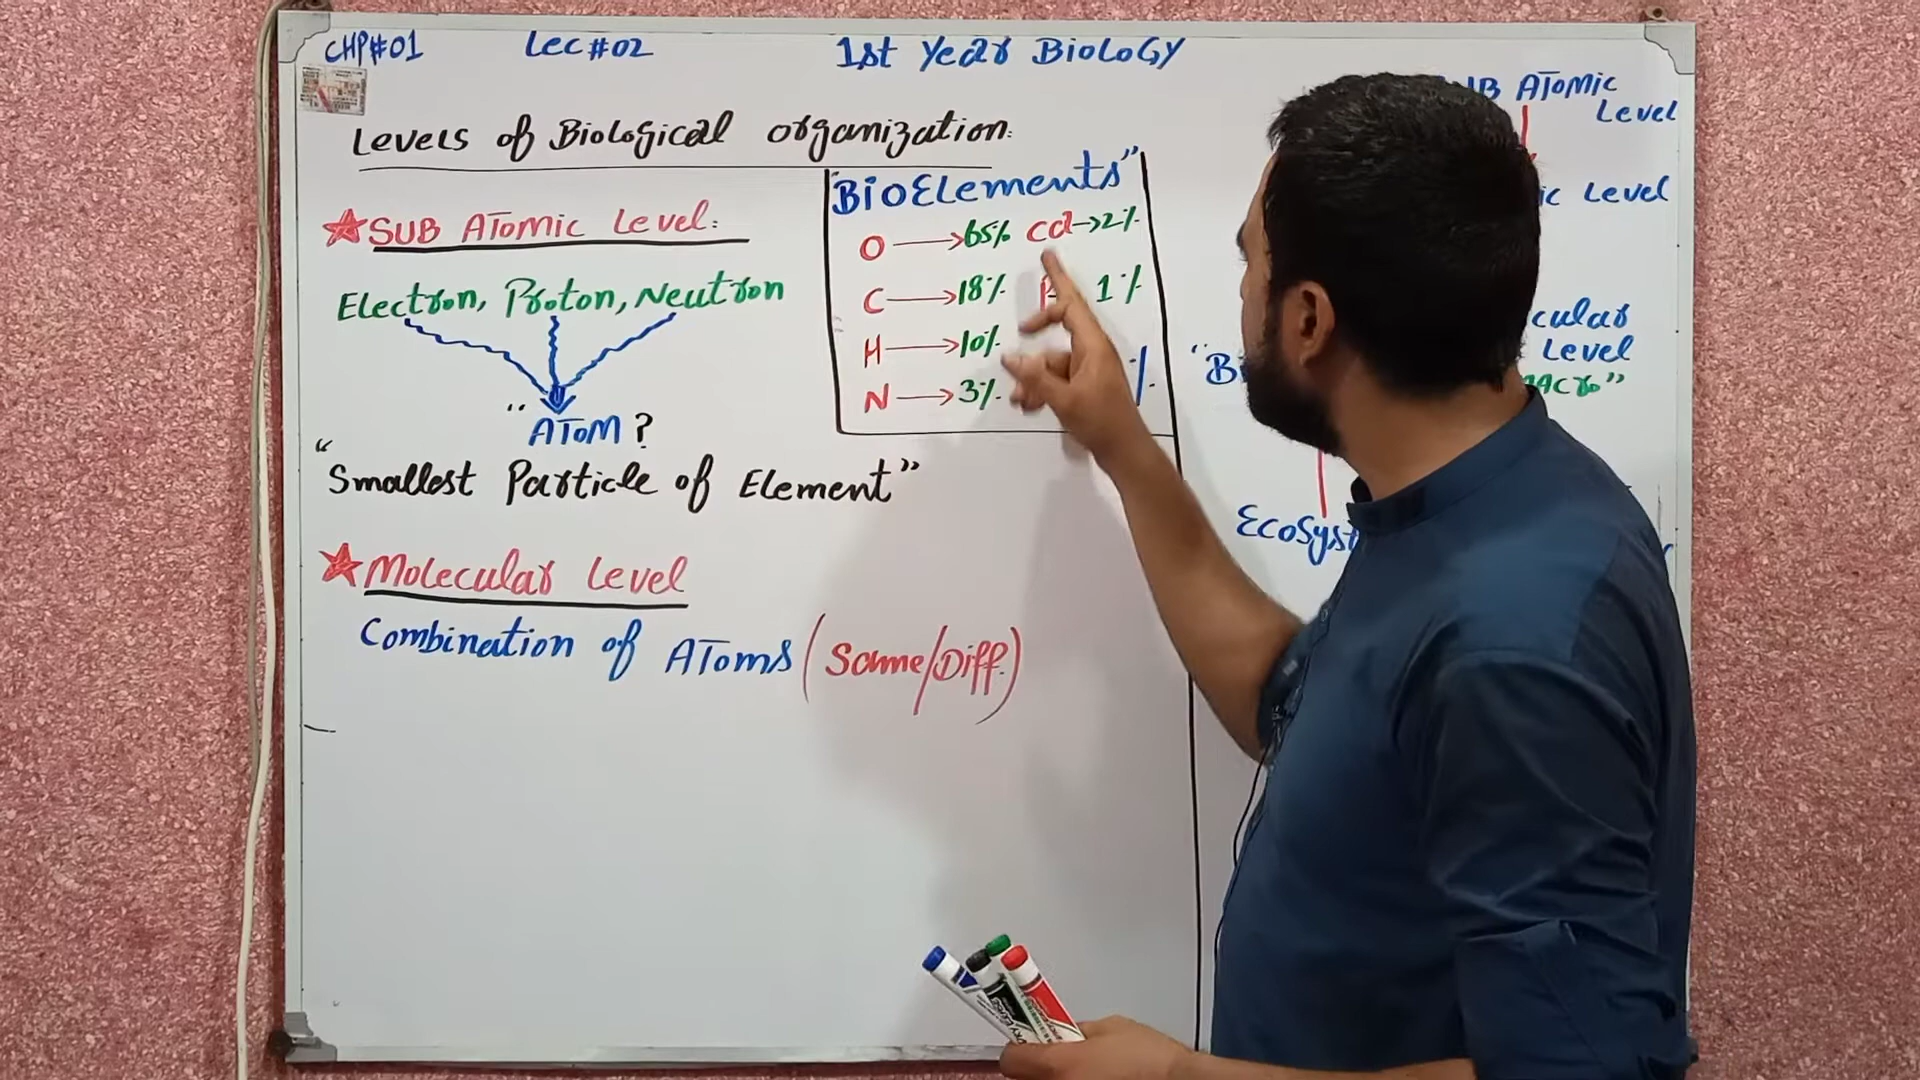 CHP#01 Lec#02 1st Year Biology
Levels of Biological organization:
SUB ATomic Level:
Electron, Proton, Neutron
"ATom?
"Smallest Particle of Element"
Molecular Level
Combination of AToms (Same/Diff.)
"BioElements"
O → 65% Ca → 2%
C → 18% 1%
H → 10%
N → 3% %
ATomic
Level
Level
Level